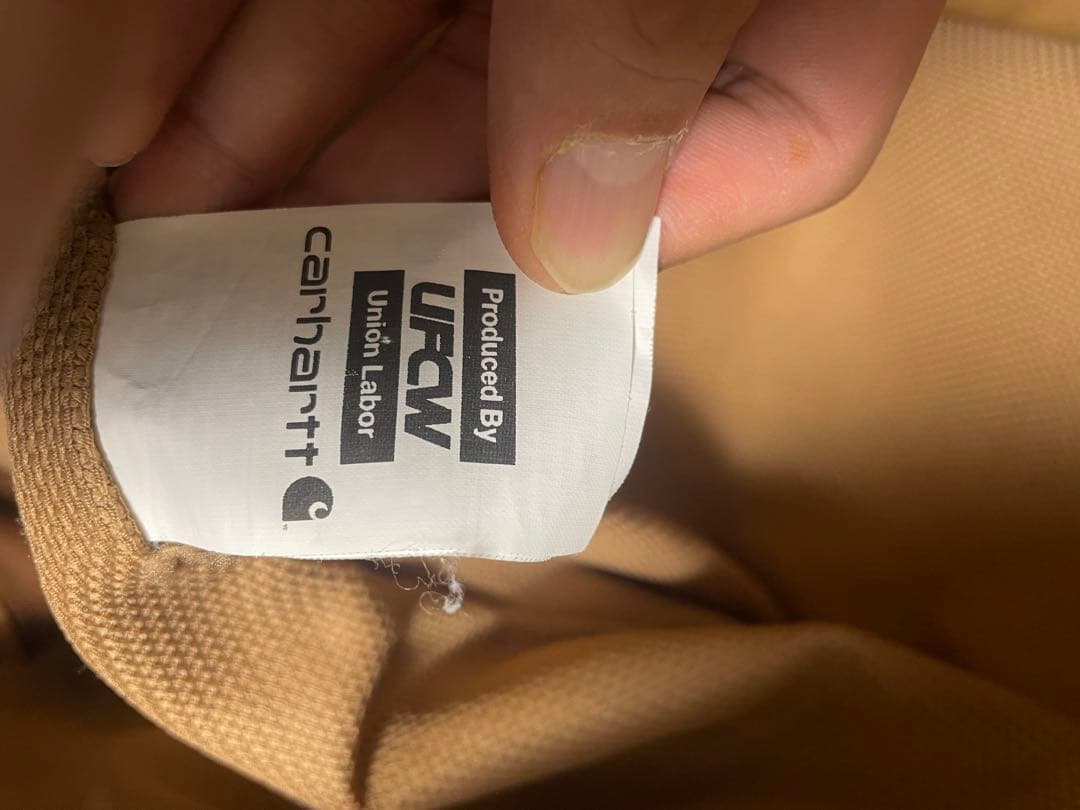 Produced By
UFCW
Union Labor
carhartt